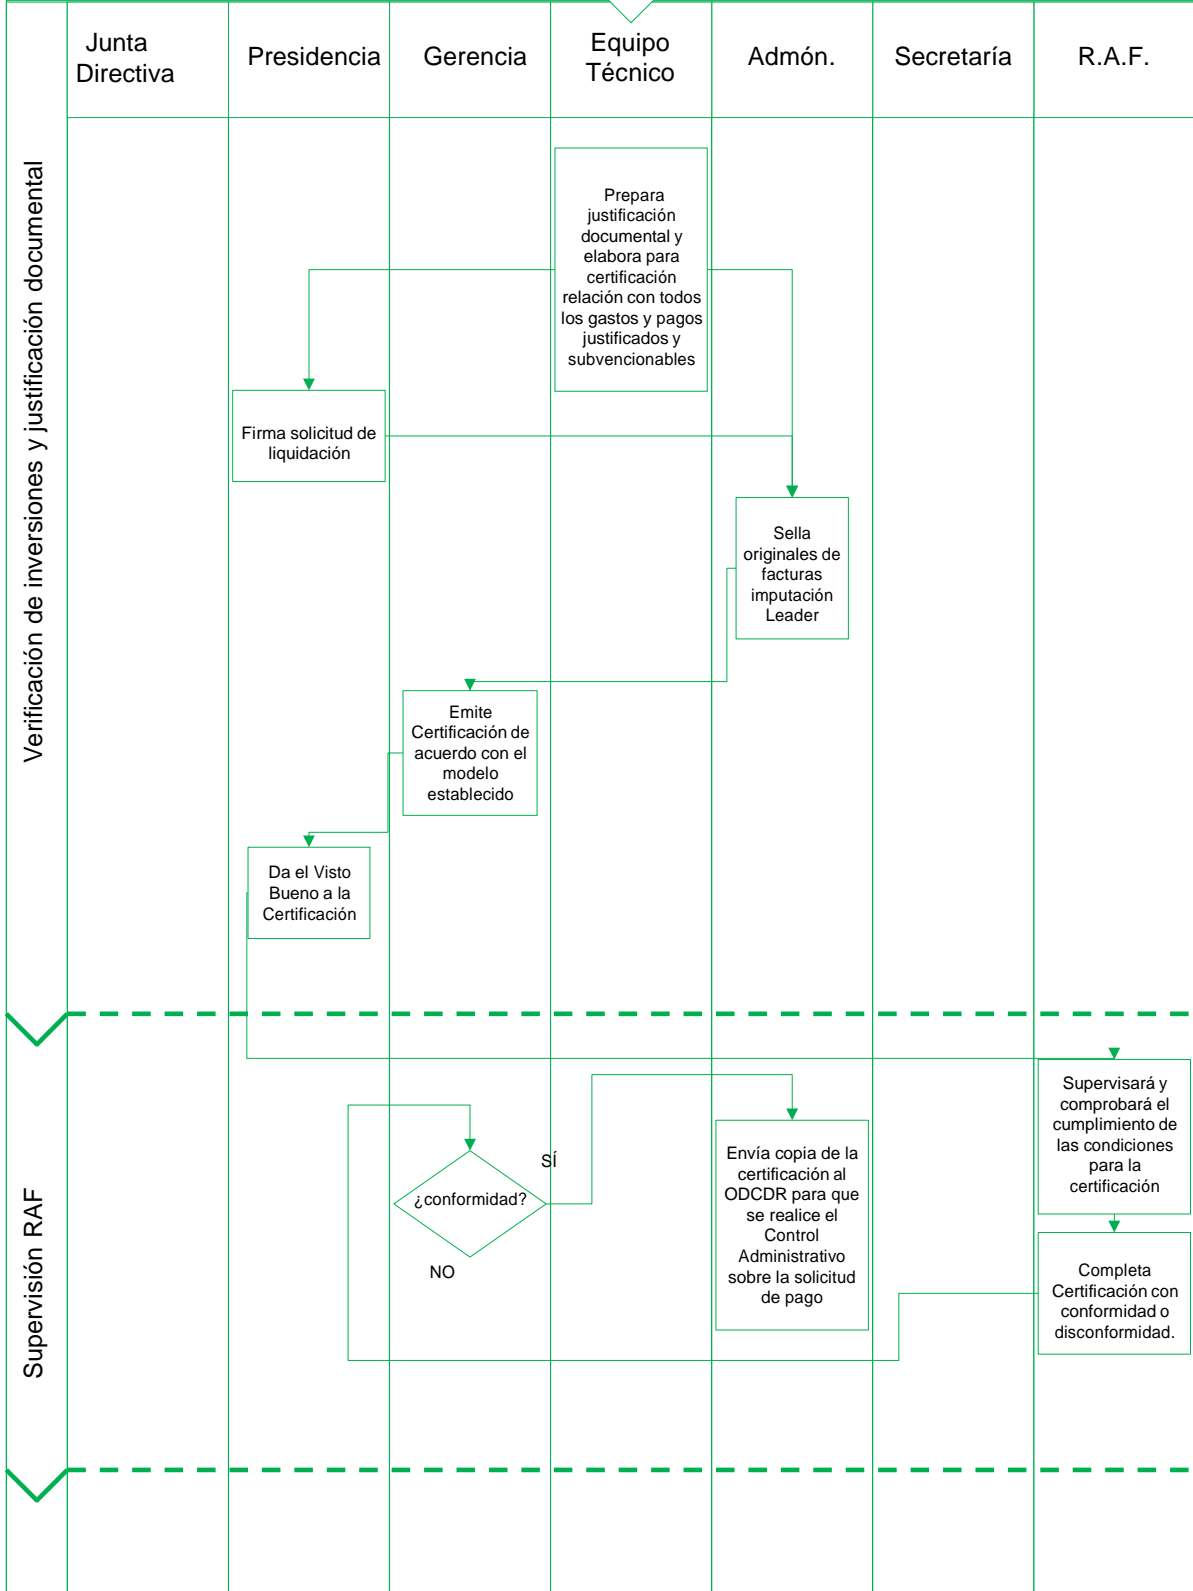 Junta
Directiva
Presidencia
Gerencia
Equipo
Técnico
Admón.
Secretaría
R.A.F.
Verificación de inversiones y justificación documental
Prepara
justificación
documental y
elabora para
certificación
relación con todos
los gastos y pagos
justificados y
subvencionables
Firma solicitud de
liquidación
Sella
originales de
facturas
imputación
Leader
Emite
Certificación de
acuerdo con el
modelo
establecido
Da el Visto
Bueno a la
Certificación
Supervisión RAF
Supervisará y
comprobará el
cumplimiento de
las condiciones
para la
certificación
¿conformidad?
SÍ
NO
Envía copia de la
certificación al
ODCDR para que
se realice el
Control
Administrativo
sobre la solicitud
de pago
Completa
Certificación con
conformidad o
disconformidad.